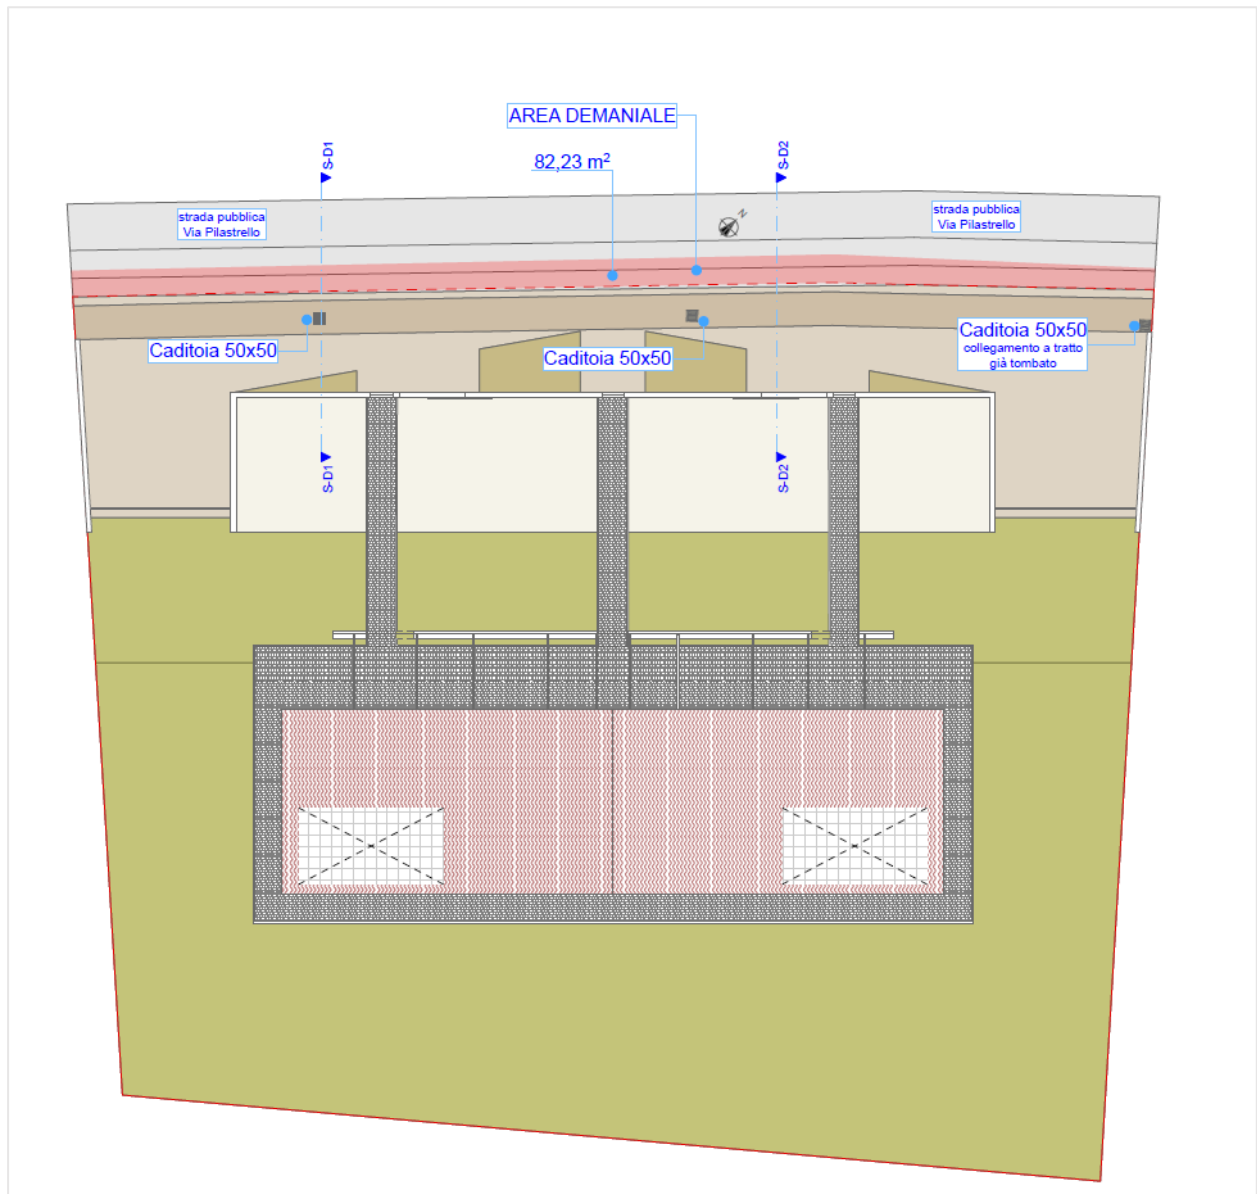 AREA DEMANIALE
S-D1
S-D2
82,23 m²
strada pubblica
Via Pilastrello
N
strada pubblica
Via Pilastrello
Caditoia 50x50
Caditoia 50x50
Caditoia 50x50
collegamento a tratto
già tombato
S-D1
S-D2